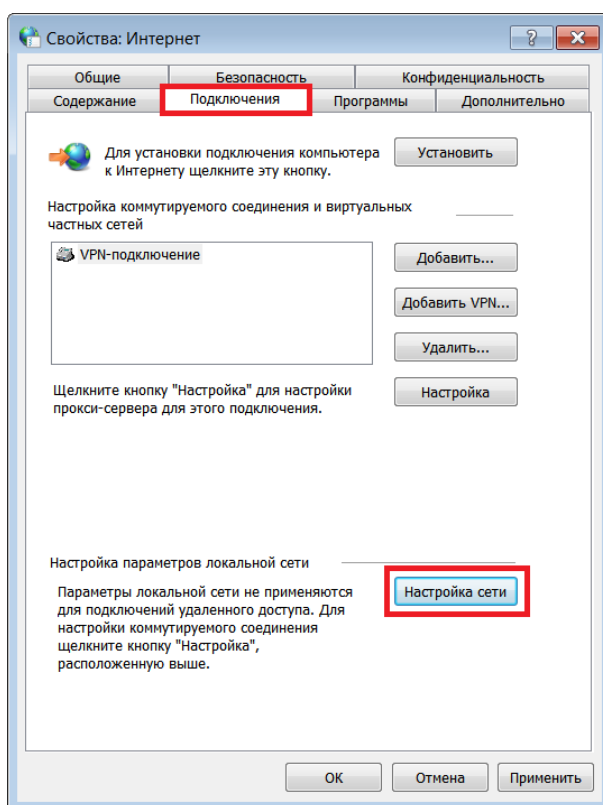 Свойства: Интернет
Общие
Безопасность
Конфиденциальность
Содержание
Подключения
Программы
Дополнительно
Для установки подключения компьютера
к Интернету щелкните эту кнопку.
Установить
Настройка коммутируемого соединения и виртуальных
частных сетей
VPN-подключение
Добавить...
Добавить VPN...
Удалить...
Щелкните кнопку "Настройка" для настройки
прокси-сервера для этого подключения.
Настройка
Настройка параметров локальной сети
Параметры локальной сети не применяются
для подключений удаленного доступа. Для
настройки коммутируемого соединения
щелкните кнопку "Настройка",
расположенную выше.
Настройка сети
ОК
Отмена
Применить